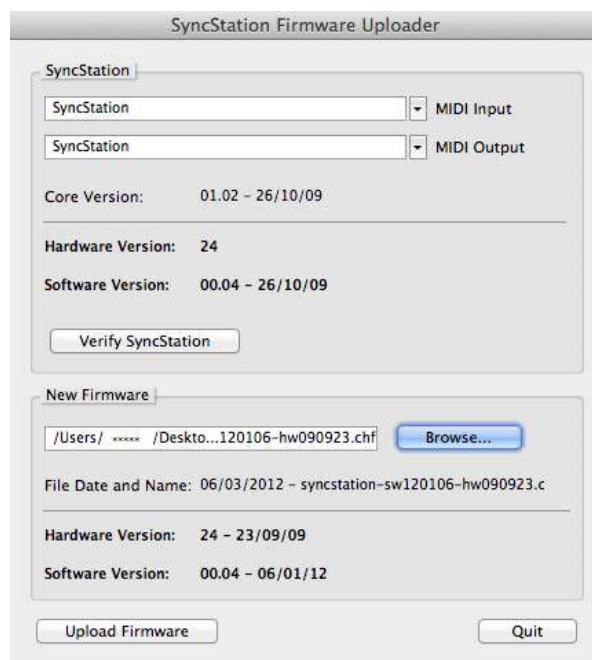 SyncStation Firmware Uploader
SyncStation
SyncStation MIDI Input
SyncStation MIDI Output
Core Version: 01.02 – 26/10/09
Hardware Version: 24
Software Version: 00.04 – 26/10/09
Verify SyncStation
New Firmware
/Users/ ***** /Deskto...120106-hw090923.chf Browse...
File Date and Name: 06/03/2012 – syncstation-sw120106-hw090923.c
Hardware Version: 24 – 23/09/09
Software Version: 00.04 – 06/01/12
Upload Firmware Quit